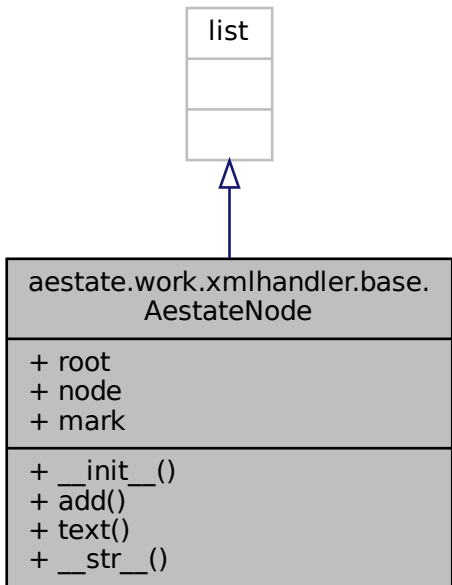 list
aestate.work.xmlhandler.base.
AestateNode
+ root
+ node
+ mark
+ __init__()
+ add()
+ text()
+ __str__()